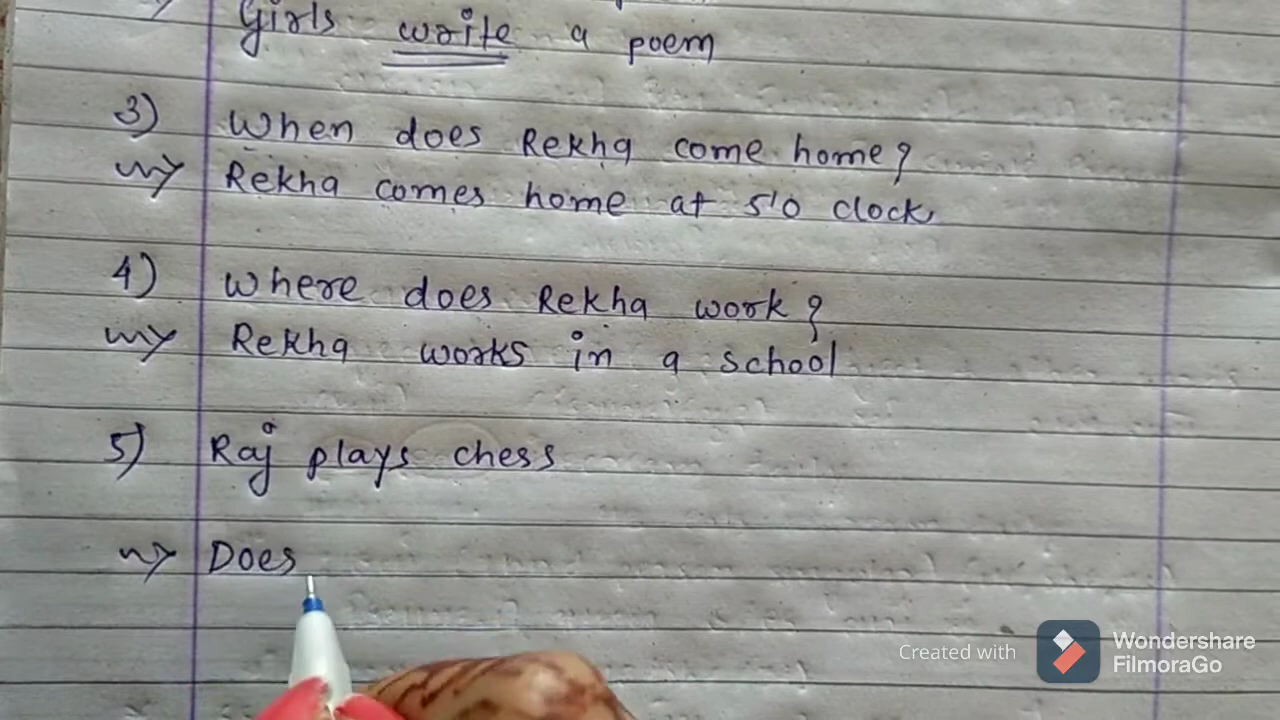 Girls write a poem
3) When does Rekha come home?
Rekha comes home at 5'0 clock,
4) Where does Rekha work?
Rekha works in a school
5) Raj plays chess
Does
Created with Wondershare FilmoraGo